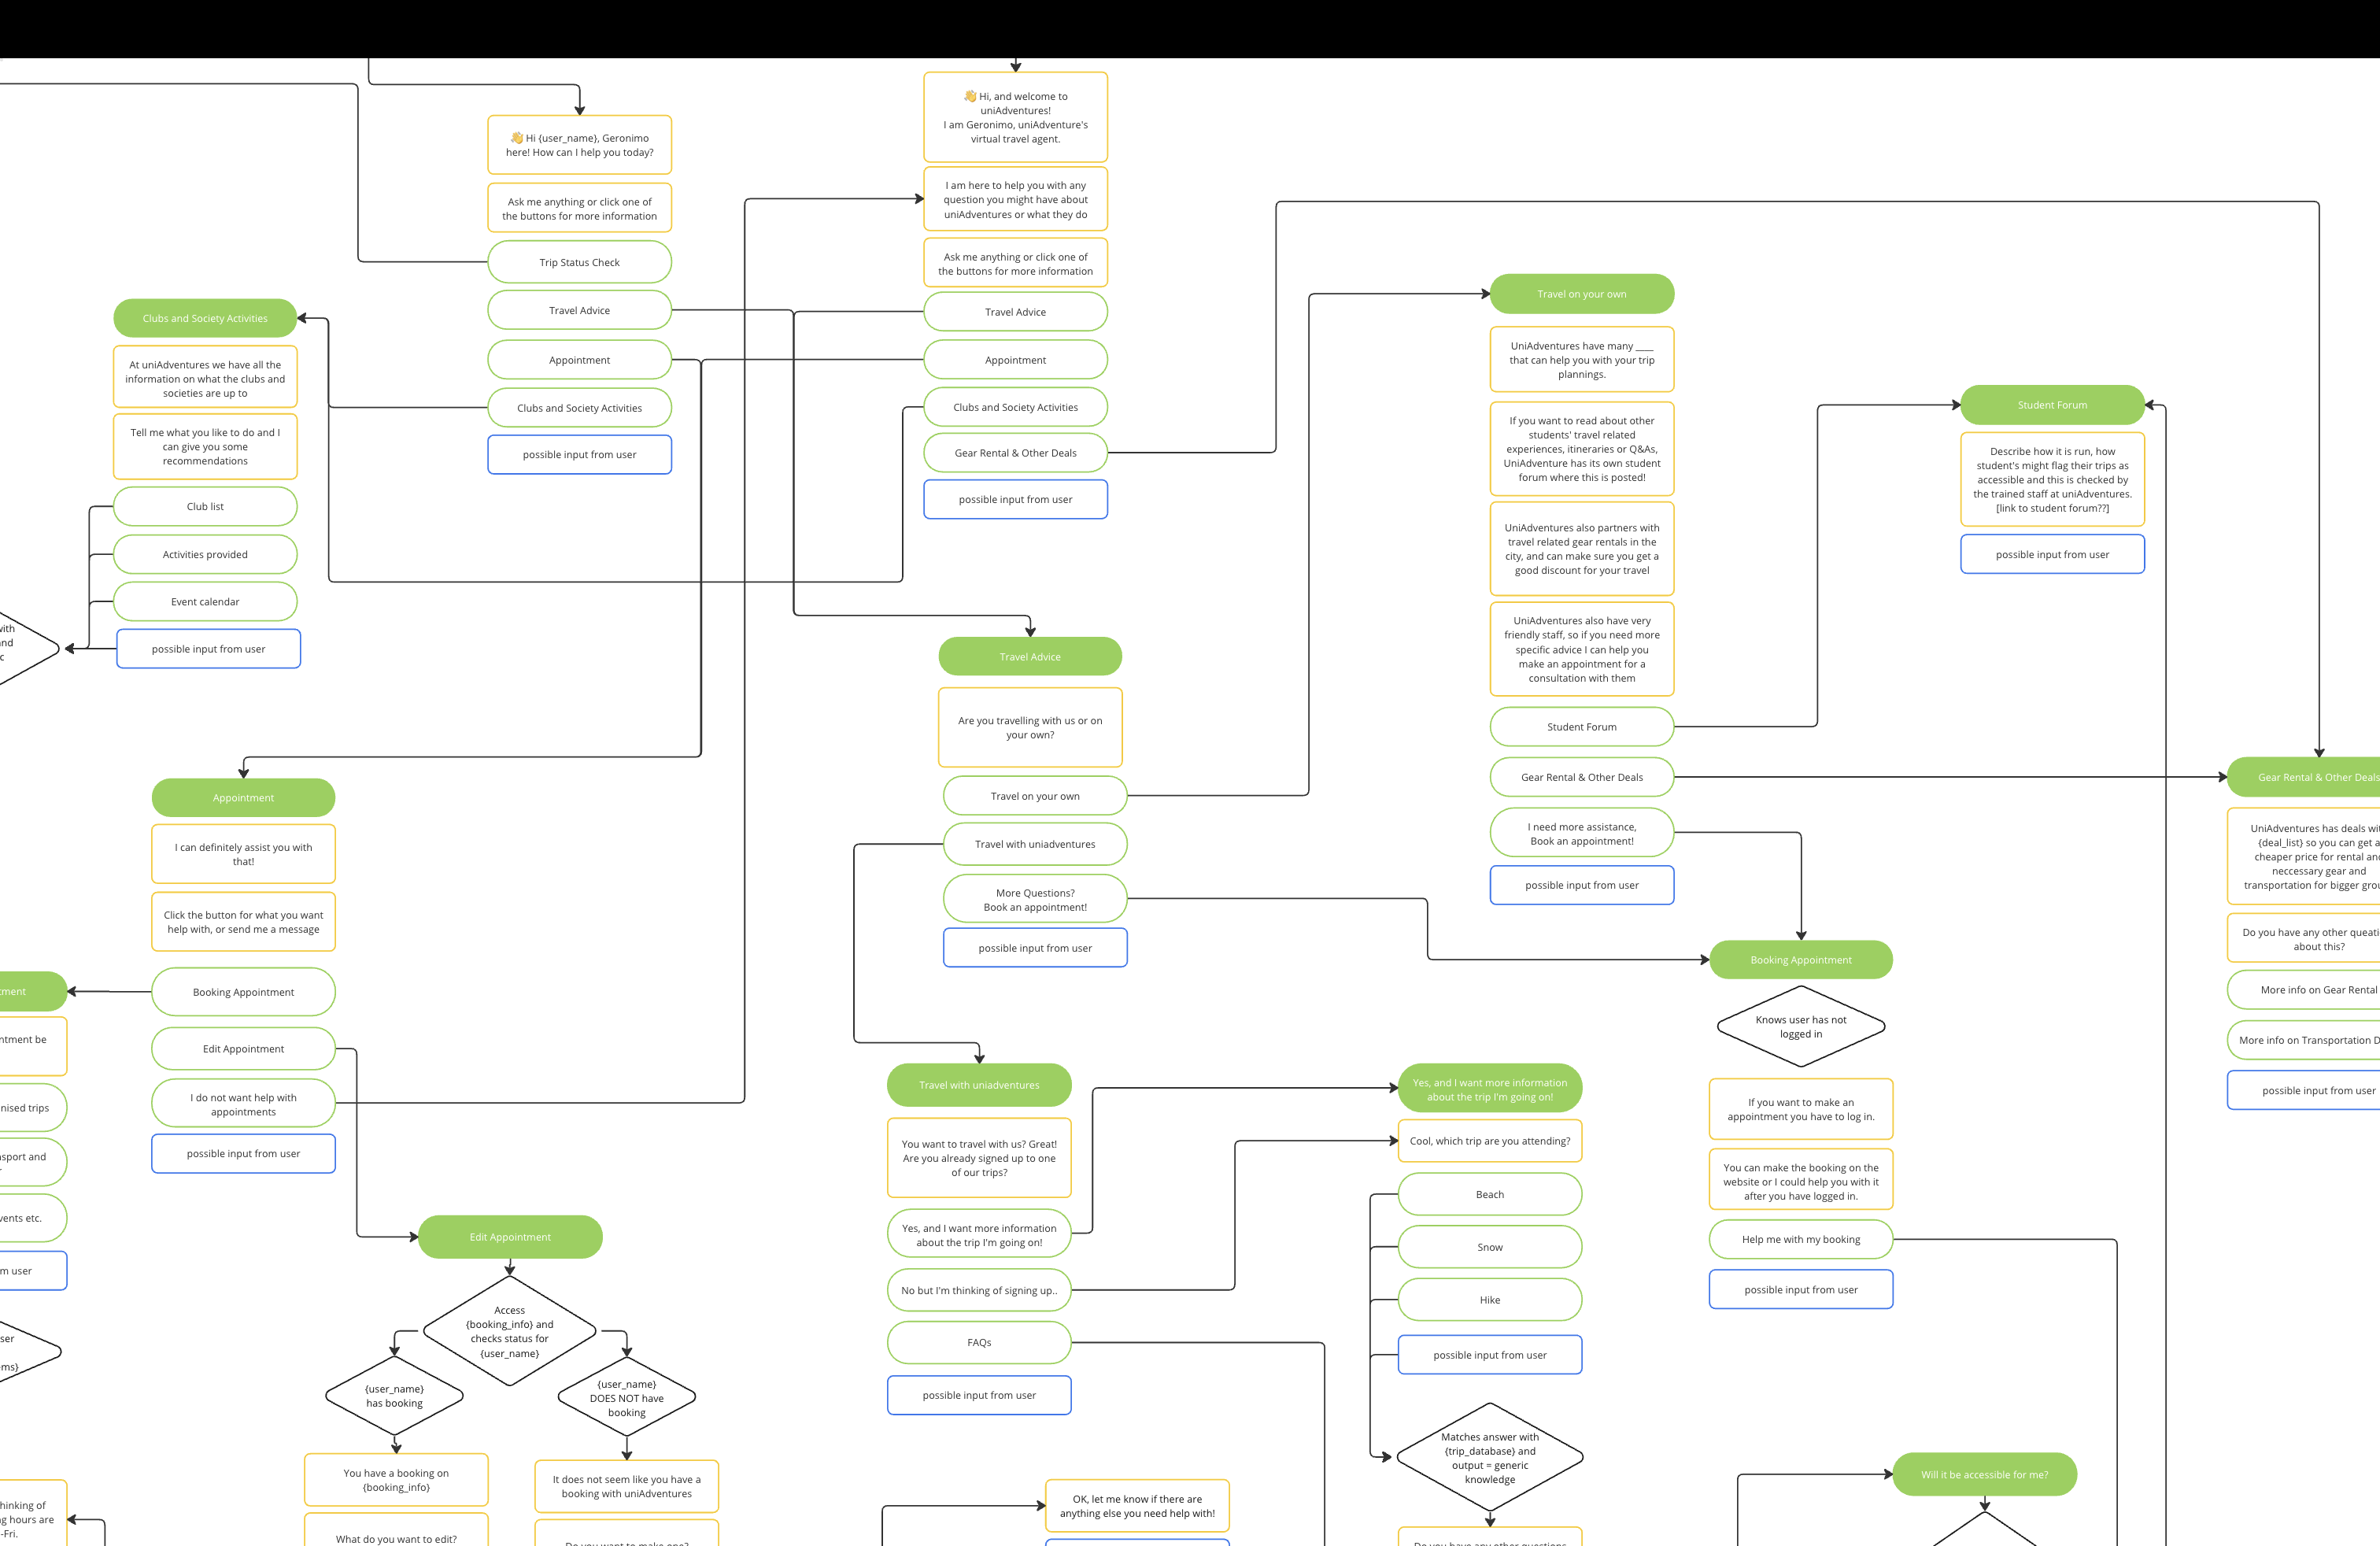 👋 Hi {user_name}, Geronimo
here! How can I help you today?
Ask me anything or click one of
the buttons for more information
Trip Status Check
Travel Advice
Appointment
Clubs and Society Activities
possible input from user
👋 Hi, and welcome to
uniAdventures!
I am Geronimo, uniAdventure's
virtual travel agent.
I am here to help you with any
question you might have about
uniAdventures or what they do
Ask me anything or click one of
the buttons for more information
Travel Advice
Appointment
Clubs and Society Activities
Gear Rental & Other Deals
possible input from user
Clubs and Society Activities
At uniAdventures we have all the
information on what the clubs and
societies are up to
Tell me what you like to do and I
can give you some
recommendations
Club list
Activities provided
Event calendar
possible input from user
Travel on your own
UniAdventures have many ____
that can help you with your trip
plannings.
If you want to read about other
students' travel related
experiences, itineraries or Q&As,
UniAdventure has its own student
forum where this is posted!
UniAdventures also partners with
travel related gear rentals in the
city, and can make sure you get a
good discount for your travel
UniAdventures also have very
friendly staff, so if you need more
specific advice I can help you
make an appointment for a
consultation with them
Student Forum
Gear Rental & Other Deals
I need more assistance,
Book an appointment!
possible input from user
Student Forum
Describe how it is run, how
student's might flag their trips as
accessible and this is checked by
the trained staff at uniAdventures.
[link to student forum??]
possible input from user
Travel Advice
Are you travelling with us or on
your own?
Travel on your own
Travel with uniadventures
More Questions?
Book an appointment!
possible input from user
Gear Rental & Other Deals
UniAdventures has deals
{deal_list} so you can get a
cheaper price for rental
neccessary gear and
transportation for bigger
Do you have any other
about this?
More info on Gear Rental
More info on Transportation
possible input from user
Appointment
I can definitely assist you with
that!
Click the button for what you want
help with, or send me a message
Booking Appointment
Edit Appointment
I do not want help with
appointments
possible input from user
be
trips
and
etc.
user
Booking Appointment
Knows user has not
logged in
If you want to make an
appointment you have to log in.
You can make the booking on the
website or I could help you with it
after you have logged in.
Help me with my booking
possible input from user
Travel with uniadventures
You want to travel with us? Great!
Are you already signed up to one
of our trips?
Yes, and I want more information
about the trip I'm going on!
No but I'm thinking of signing up..
FAQs
possible input from user
Yes, and I want more information
about the trip I'm going on!
Cool, which trip are you attending?
Beach
Snow
Hike
possible input from user
Matches answer with
{trip_database} and
output = generic
knowledge
Do you have any other questions
Edit Appointment
Access
{booking_info} and
checks status for
{user_name}
{user_name}
has booking
{user_name}
DOES NOT have
booking
You have a booking on
{booking_info}
What do you want to edit?
It does not seem like you have a
booking with uniAdventures
Do you want to make one?
of
hours are
-Fri.
OK, let me know if there are
anything else you need help with!
Will it be accessible for me?